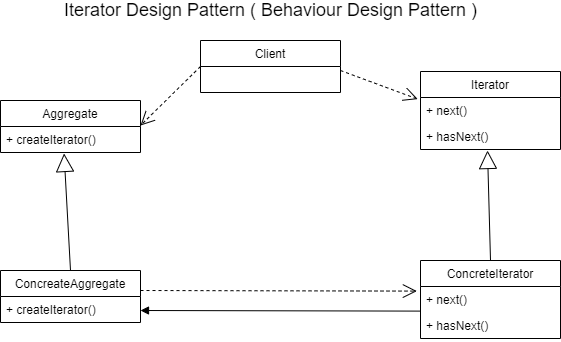 Iterator Design Pattern ( Behaviour Design Pattern )
Client
Aggregate
+ createIterator()
Iterator
+ next()
+ hasNext()
ConcreateAggregate
+ createIterator()
ConcreteIterator
+ next()
+ hasNext()